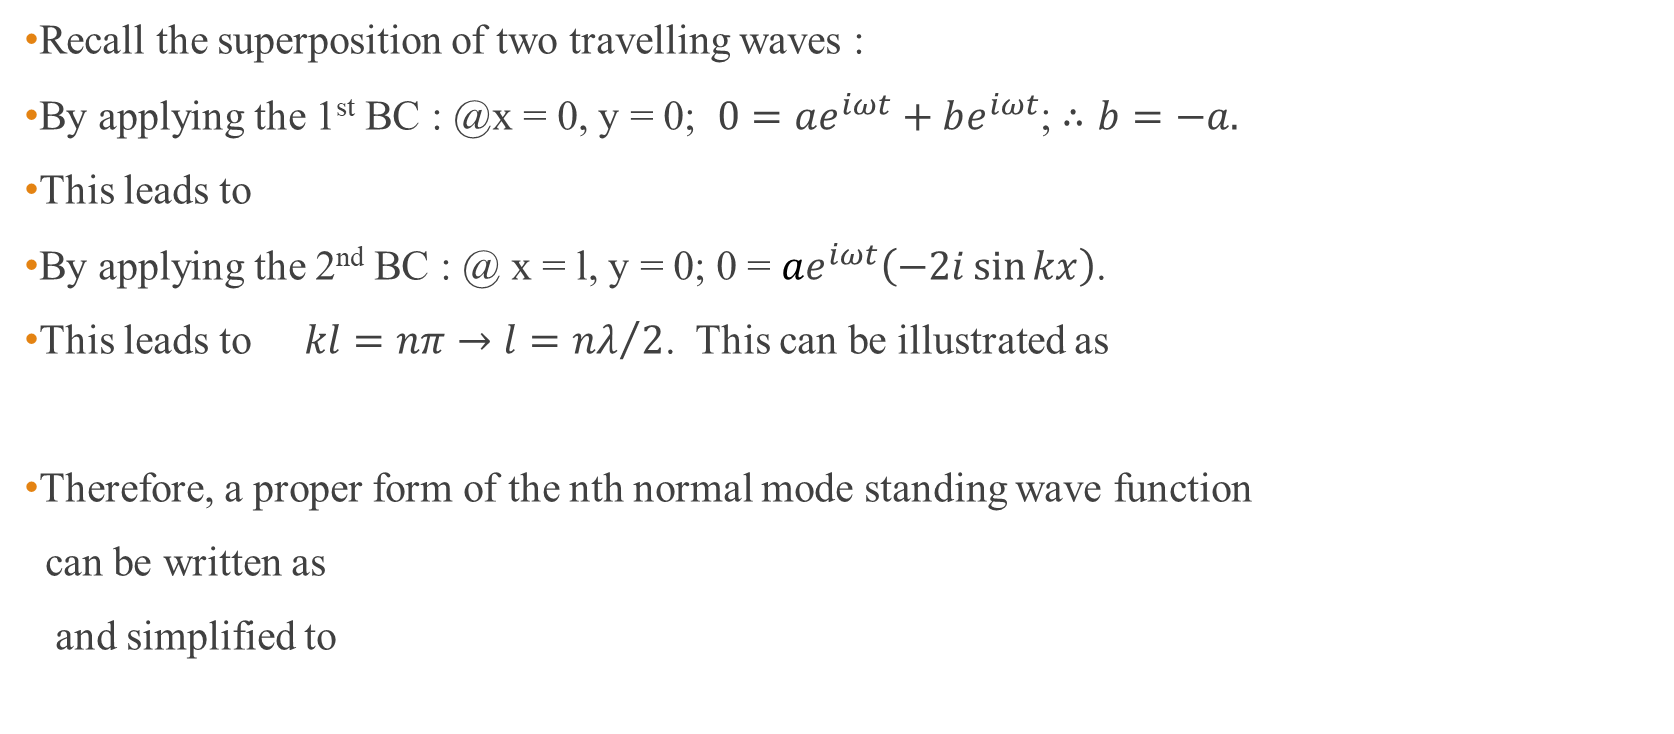 •Recall the superposition of two travelling waves :
•By applying the 1st BC : @x = 0, y = 0;  0 = 𝑎𝑒^{𝑖𝜔𝑡} + 𝑏𝑒^{𝑖𝜔𝑡}; ∴ 𝑏 = −𝑎.
•This leads to
•By applying the 2nd BC : @ x = l, y = 0; 0 = 𝑎𝑒^{𝑖𝜔𝑡}(−2𝑖 sin 𝑘𝑥).
•This leads to 𝑘𝑙 = 𝑛𝜋 → 𝑙 = 𝑛𝜆/2. This can be illustrated as
•Therefore, a proper form of the nth normal mode standing wave function
can be written as
and simplified to